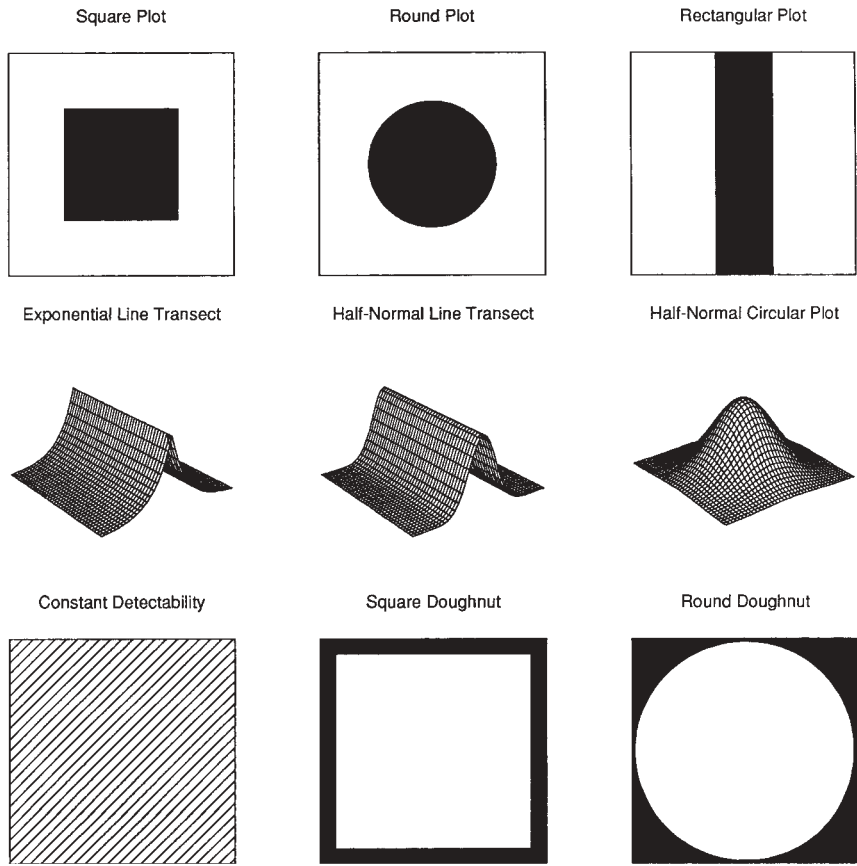 Square Plot
Round Plot
Rectangular Plot
Exponential Line Transect
Half-Normal Line Transect
Half-Normal Circular Plot
Constant Detectability
Square Doughnut
Round Doughnut